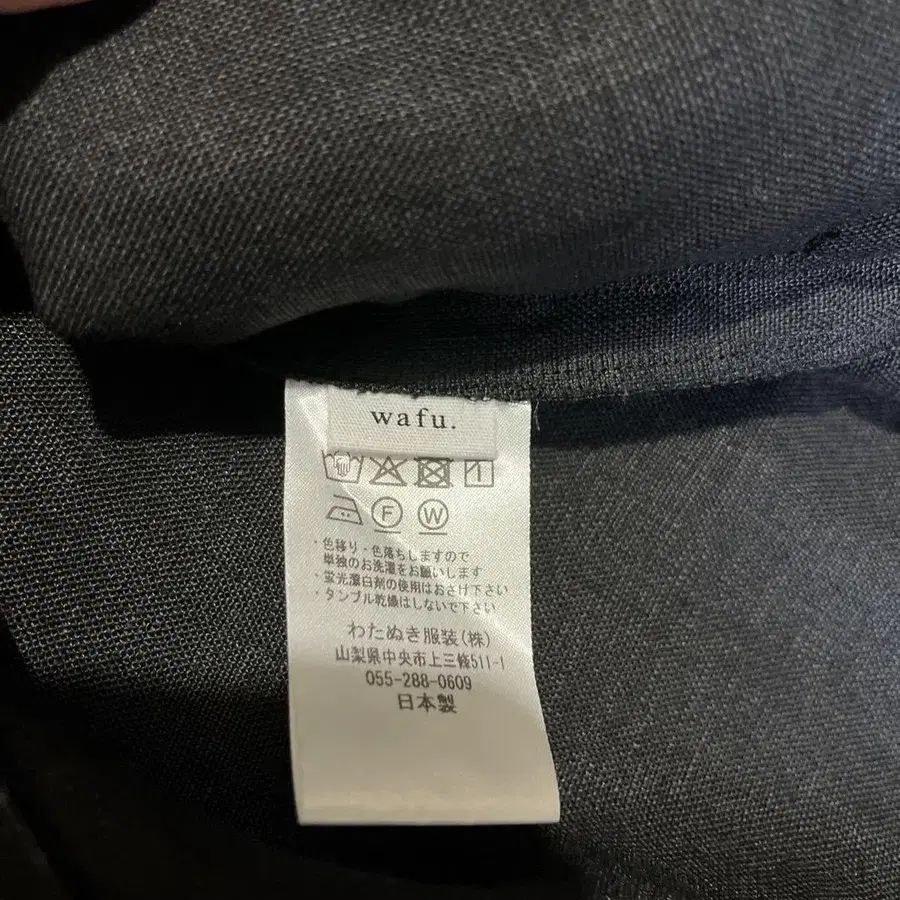 wafu.
F W
・色移り・色落ちしますので
単独のお洗濯をお願いします
・蛍光漂白剤の使用はおさけ下さい
・タンブル乾燥はしないで下さい
わたぬき服装(株)
山梨県中央市上三條511-1
055-288-0609
日本製